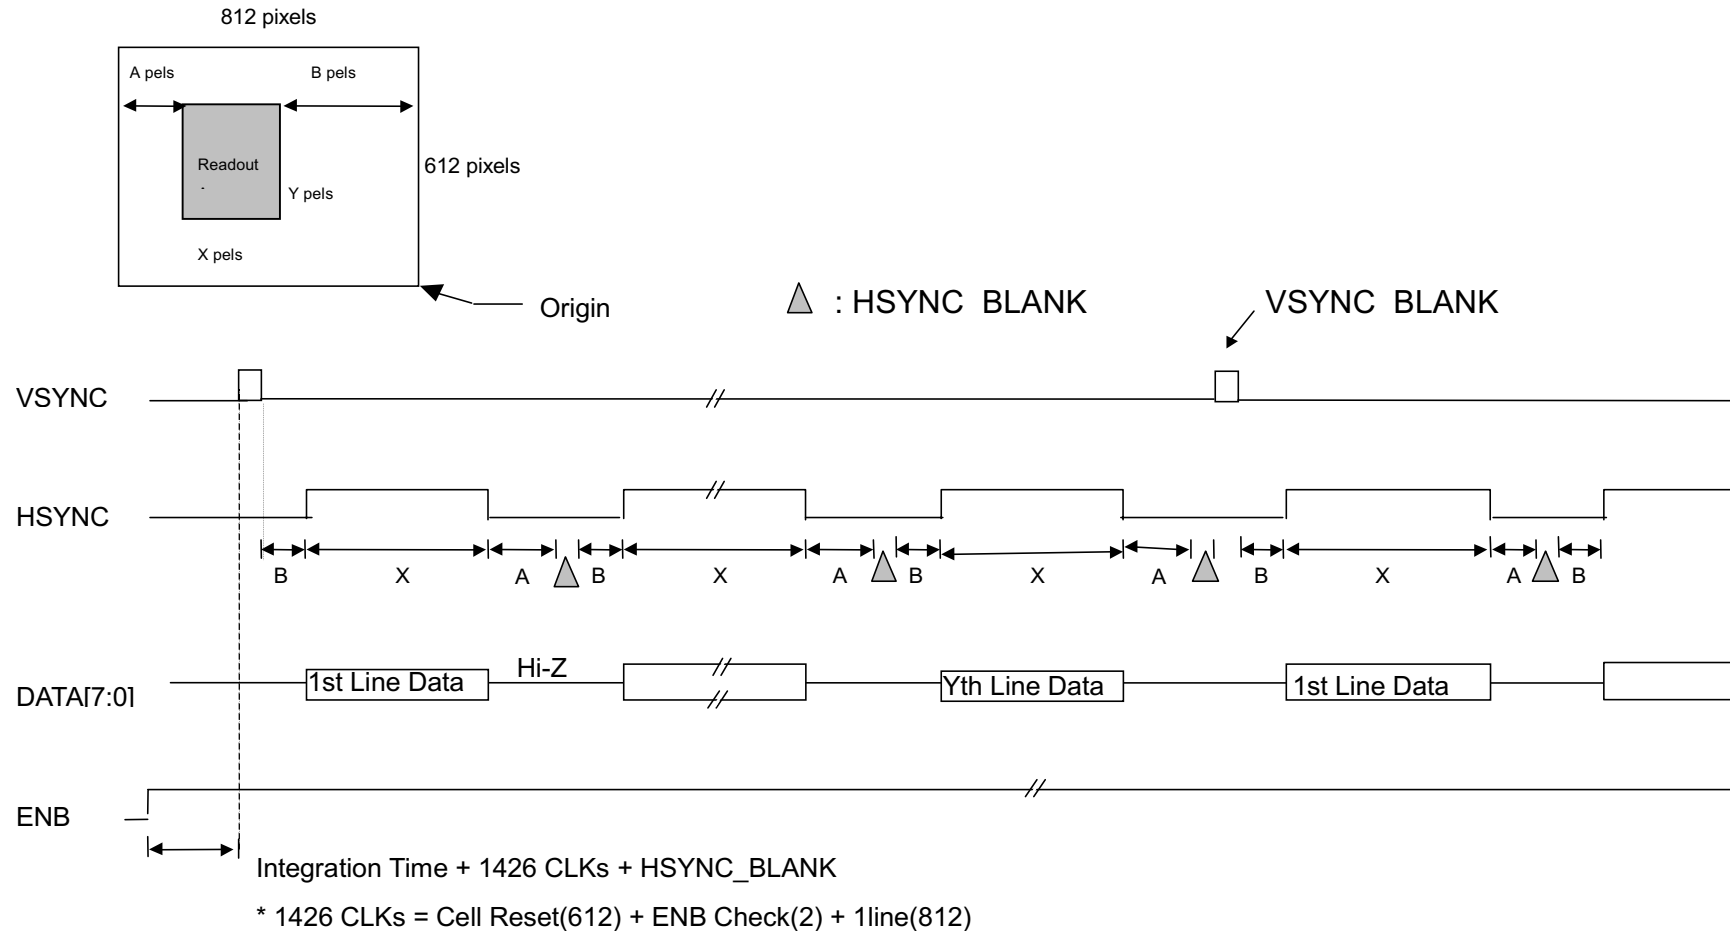 812 pixels
A pels
B pels
Readout
612 pixels
Y pels
X pels
Origin
: HSYNC BLANK
VSYNC BLANK
VSYNC
HSYNC
B X A B X A B X A B X A B
Hi-Z
1st Line Data
Yth Line Data
1st Line Data
DATA[7:0]
ENB
Integration Time + 1426 CLKs + HSYNC_BLANK
* 1426 CLKs = Cell Reset(612) + ENB Check(2) + 1line(812)